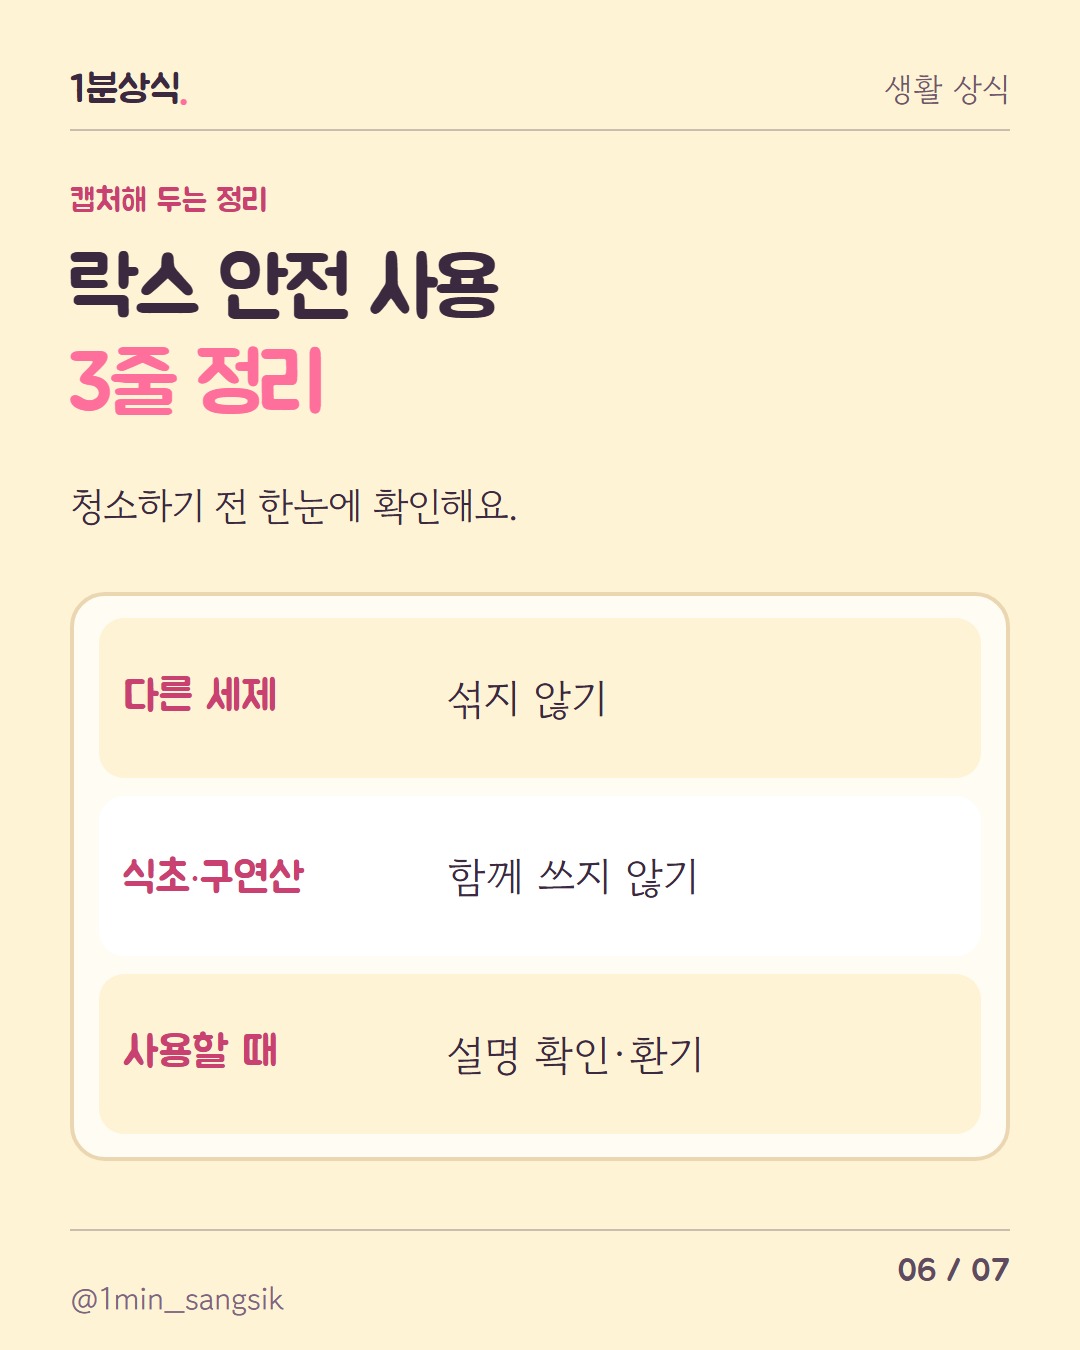 1분상식.
생활 상식
캡처해 두는 정리
락스 안전 사용
3줄 정리
청소하기 전 한눈에 확인해요.
다른 세제
섞지 않기
식초·구연산
함께 쓰지 않기
사용할 때
설명 확인·환기
06 / 07
@1min_sangsik